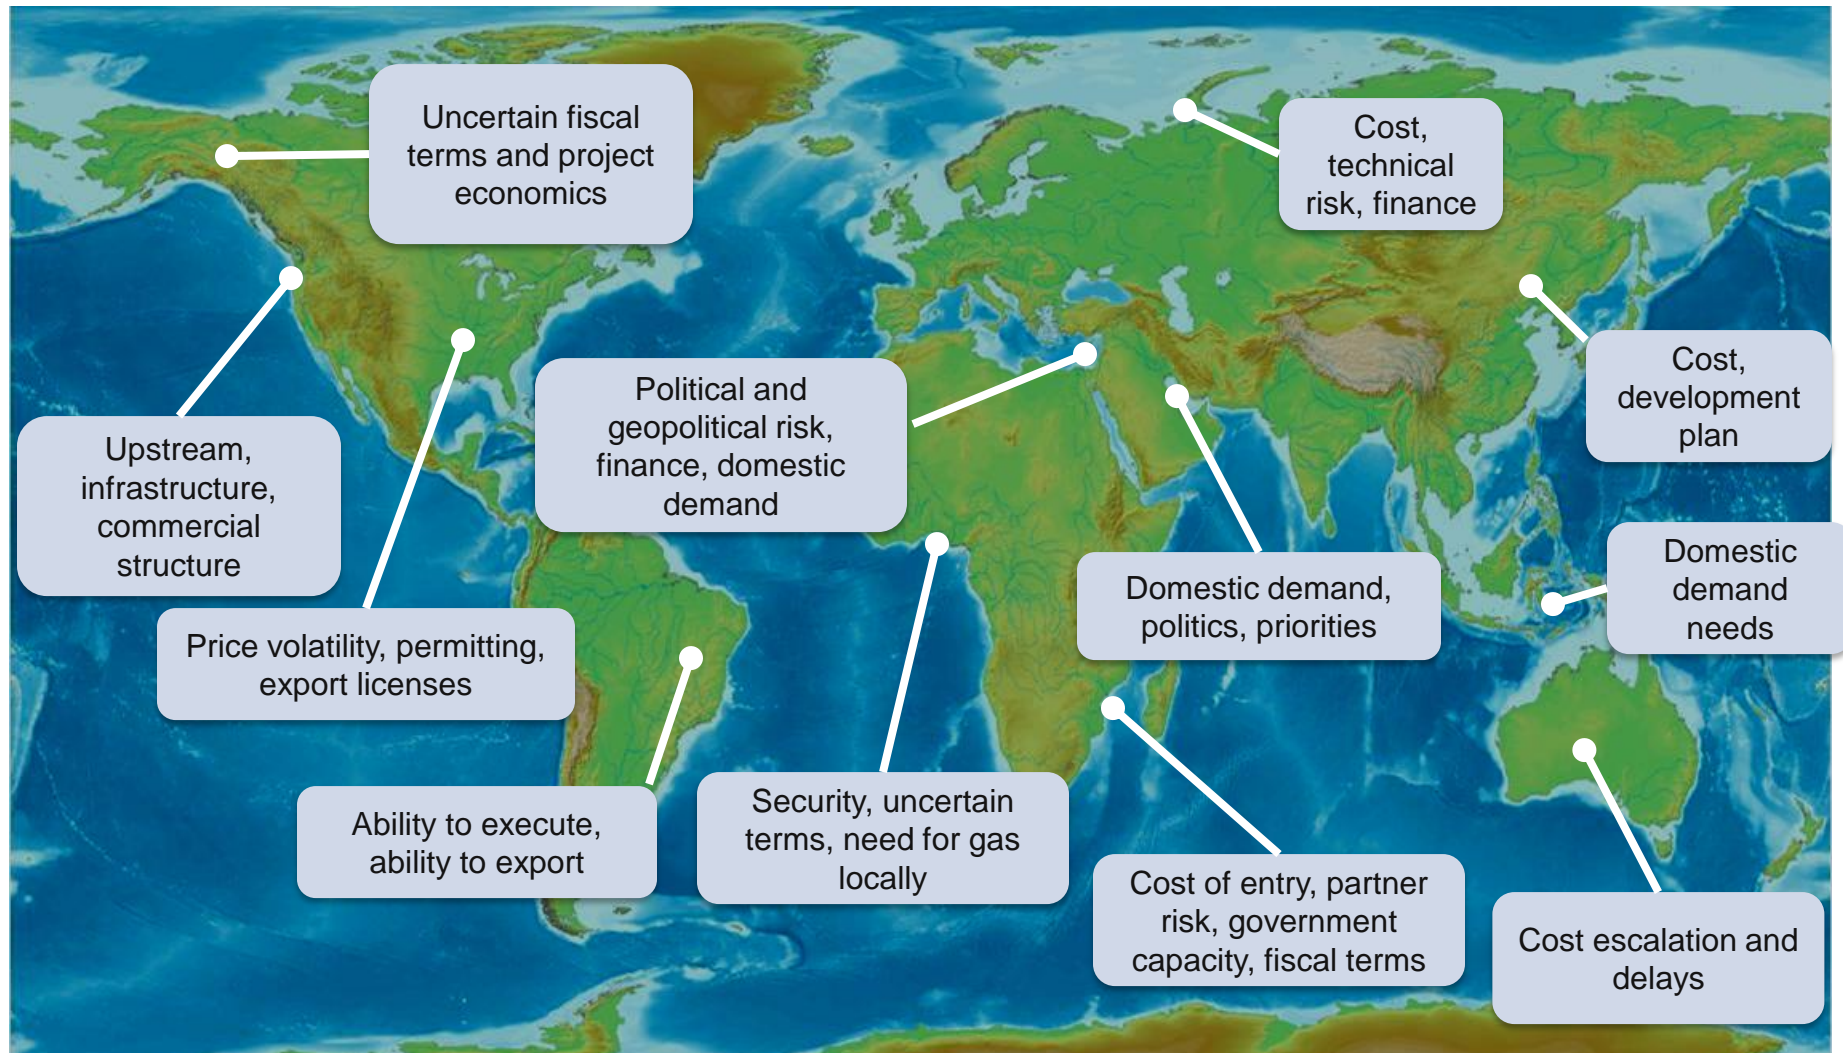 Uncertain fiscal
terms and project
economics
Cost,
technical
risk, finance
Cost,
development
plan
Political and
geopolitical risk,
finance, domestic
demand
Upstream,
infrastructure,
commercial
structure
Domestic
demand
needs
Domestic demand,
politics, priorities
Price volatility, permitting,
export licenses
Ability to execute,
ability to export
Security, uncertain
terms, need for gas
locally
Cost of entry, partner
risk, government
capacity, fiscal terms
Cost escalation and
delays